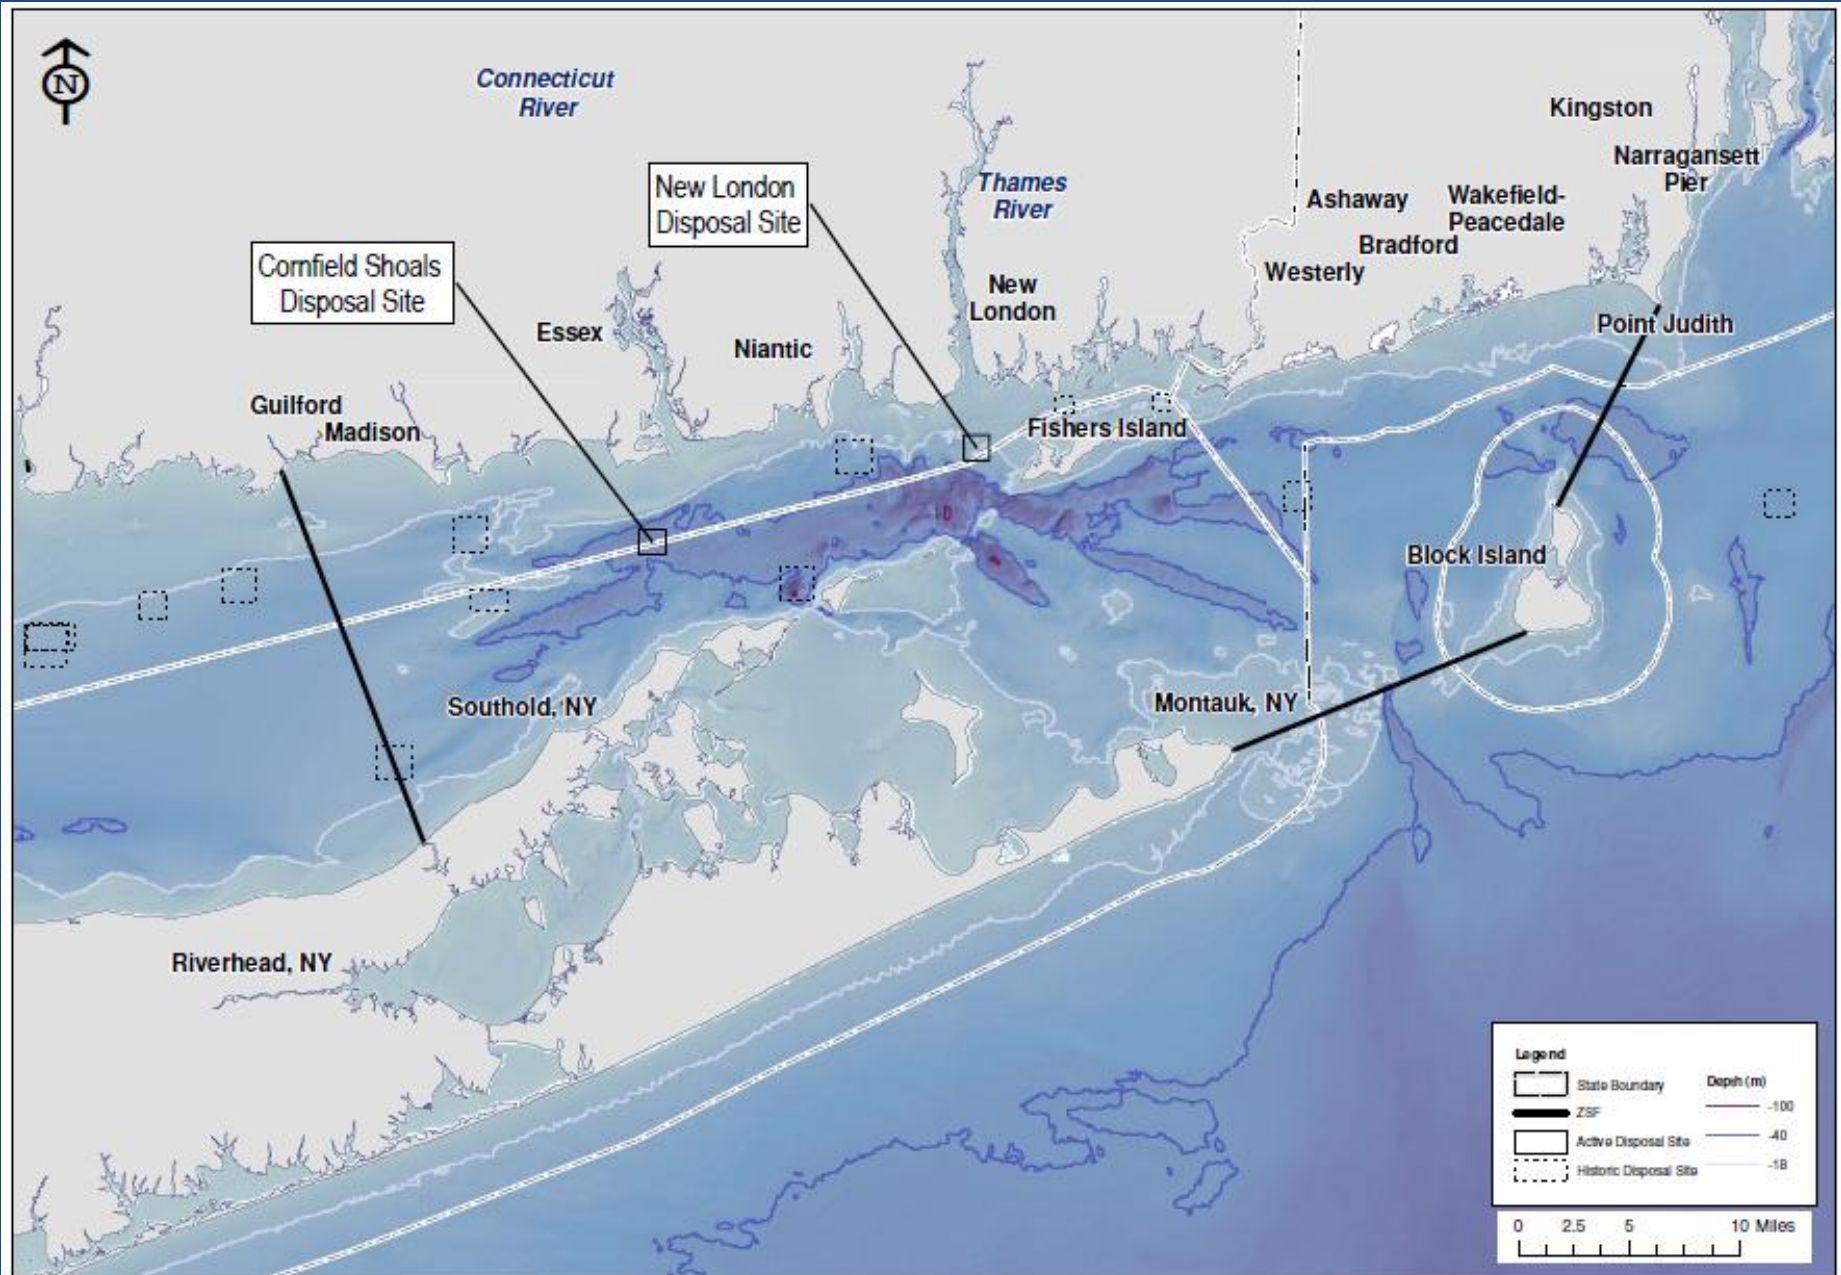 N
Connecticut
River
Kingston
Narragansett
Pier
New London
Disposal Site
Thames
River
Ashaway
Wakefield-
Peacedale
Bradford
Westerly
Cornfield Shoals
Disposal Site
New
London
Essex
Niantic
Point Judith
Guilford
Madison
Fishers Island
Block Island
Southold, NY
Montauk, NY
Riverhead, NY
Legend
State Boundary
ZSF
Active Disposal Site
Historic Disposal Site
Depth (m)
-100
-40
-18
0 2.5 5 10 Miles